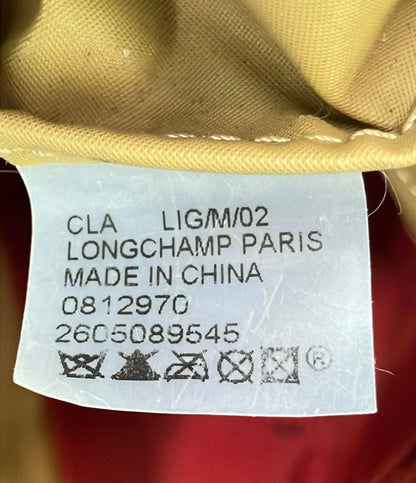 CLA LIG/M/02
LONGCHAMP PARIS
MADE IN CHINA
0812970
2605089545
®